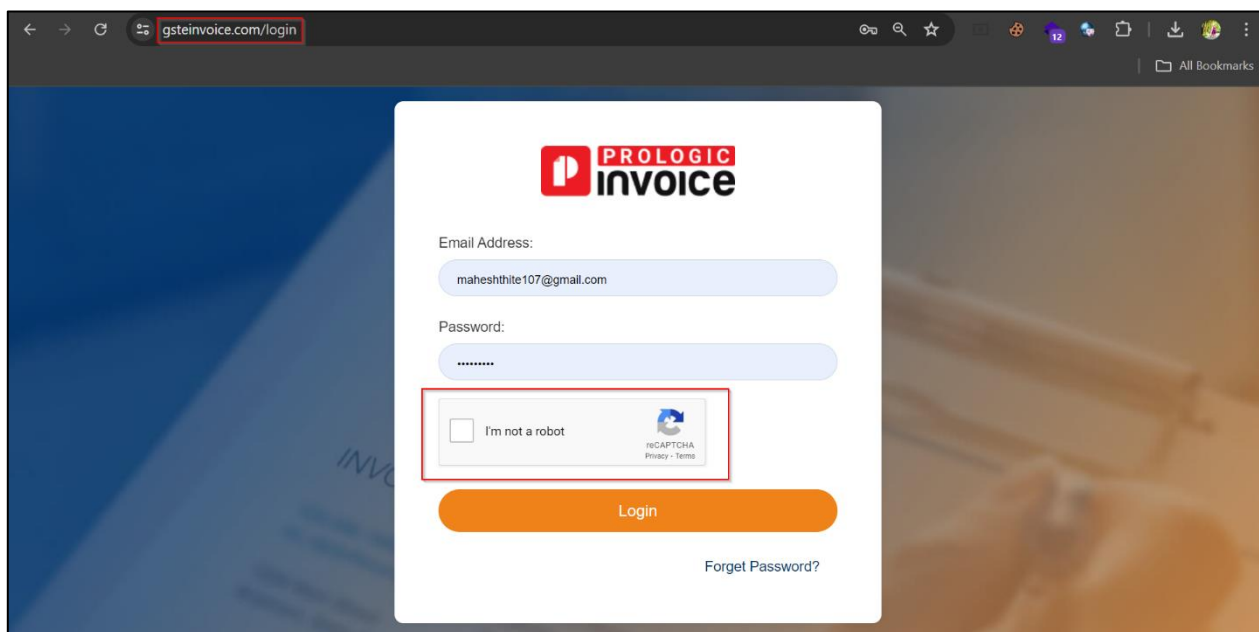 gsteinvoice.com/login
12
All Bookmarks
PROLOGIC
invoice
Email Address:
maheshthite107@gmail.com
Password:
•••••••••
I'm not a robot
reCAPTCHA
Privacy - Terms
INVO
Login
Forget Password?